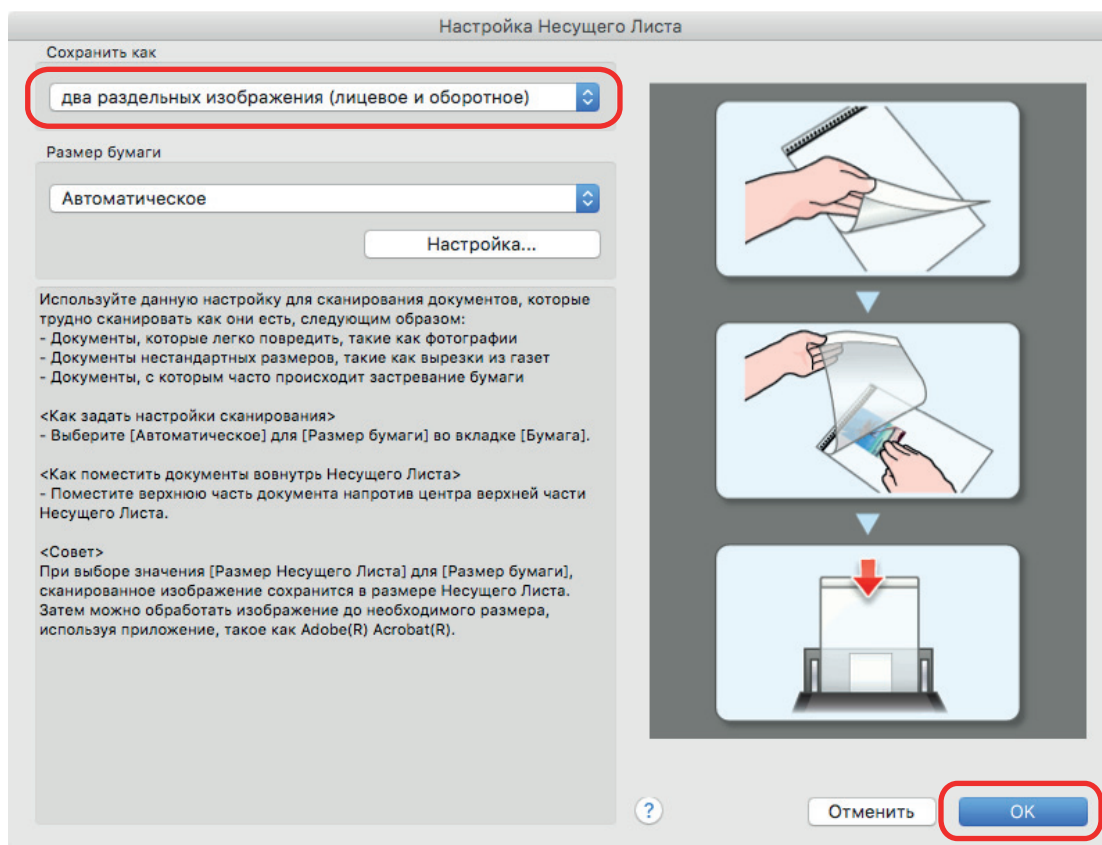 Настройка Несущего Листа
Сохранить как
два раздельных изображения (лицевое и оборотное)
Размер бумаги
Автоматическое
Настройка...
Используйте данную настройку для сканирования документов, которые
трудно сканировать как они есть, следующим образом:
- Документы, которые легко повредить, такие как фотографии
- Документы нестандартных размеров, такие как вырезки из газет
- Документы, с которым часто происходит застревание бумаги
<Как задать настройки сканирования>
- Выберите [Автоматическое] для [Размер бумаги] во вкладке [Бумага].
<Как поместить документы вовнутрь Несущего Листа>
- Поместите верхнюю часть документа напротив центра верхней части
Несущего Листа.
<Совет>
При выборе значения [Размер Несущего Листа] для [Размер бумаги],
сканированное изображение сохранится в размере Несущего Листа.
Затем можно обработать изображение до необходимого размера,
используя приложение, такое как Adobe(R) Acrobat(R).
?
Отменить
OK